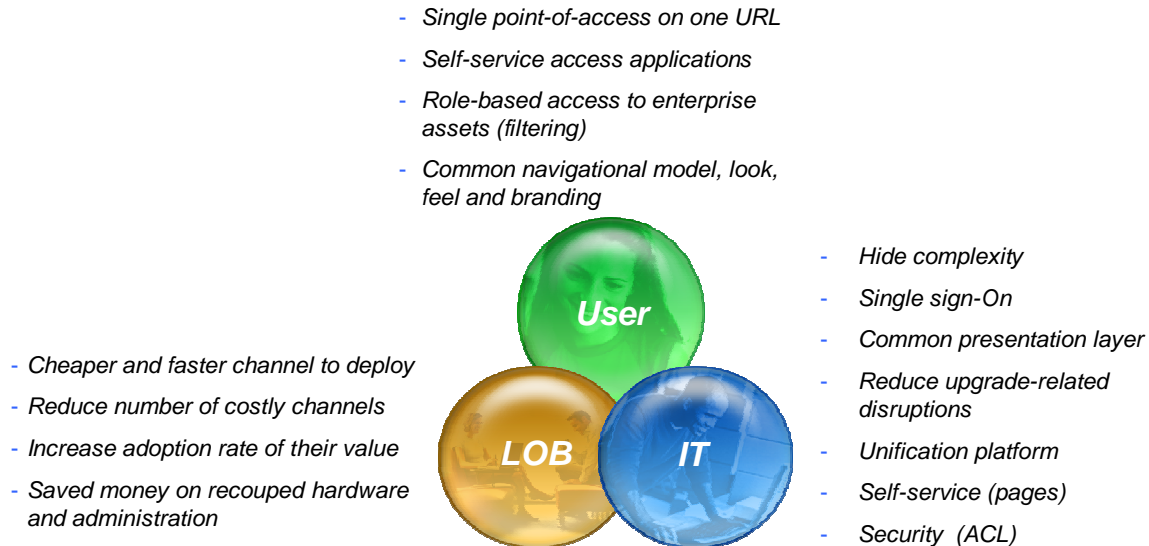 - Single point-of-access on one URL
- Self-service access applications
- Role-based access to enterprise
assets (filtering)
- Common navigational model, look,
feel and branding
User
- Hide complexity
- Single sign-On
- Common presentation layer
- Reduce upgrade-related
disruptions
- Unification platform
- Self-service (pages)
- Security (ACL)
- Cheaper and faster channel to deploy
- Reduce number of costly channels
- Increase adoption rate of their value
- Saved money on recouped hardware
and administration
LOB
IT